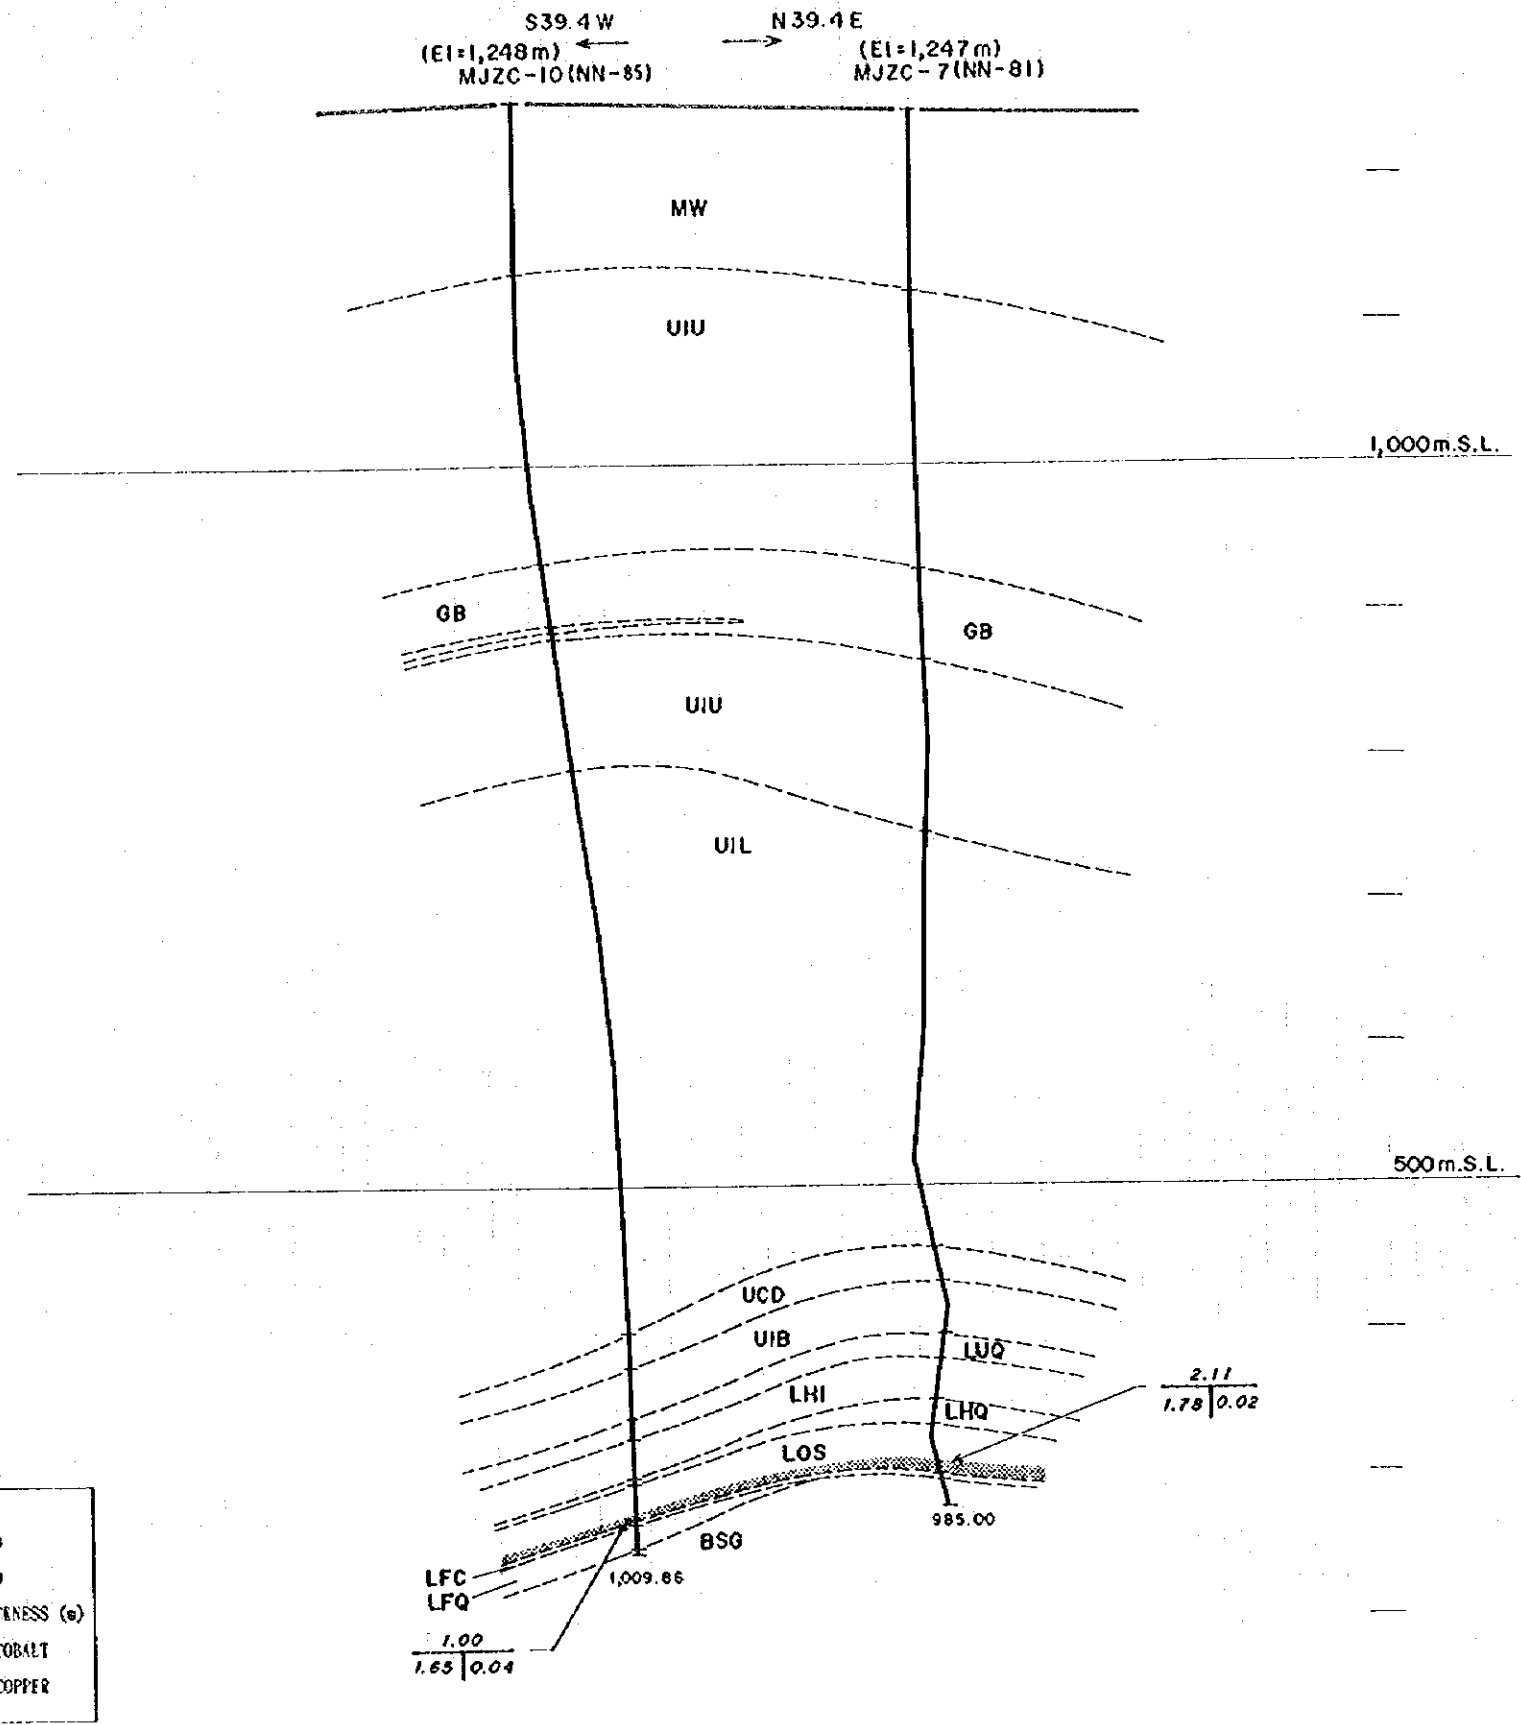 S39.4W N39.4E
(El=1,248m) (El=1,247m)
MJZC-10(NN-85) MJZC-7(NN-81)
MW
UIU
1,000m.S.L.
GB
GB
UIU
UIL
500m.S.L.
UCD
UIB
LUQ
LHI
LHQ
2.11
1.78 0.02
LOS
985.00
BSG
LFC
1,009.86
LFQ
1.00
1.65 0.04
(m)
COBALT
COPPER